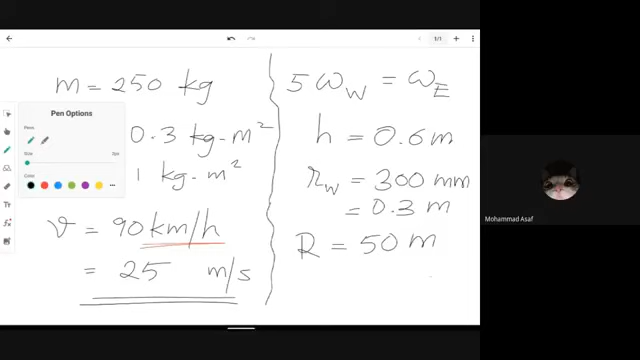 1/1
m = 250 kg
Pen Options
Pens
Size
0pt
Color
0.3 kg-m²
1 kg-m²
v = 90 km/h
= 25 m/s
5 ω_W = ω_E
h = 0.6 m
r_W = 300 mm
= 0.3 m
R = 50 m
Mohammad Asaf